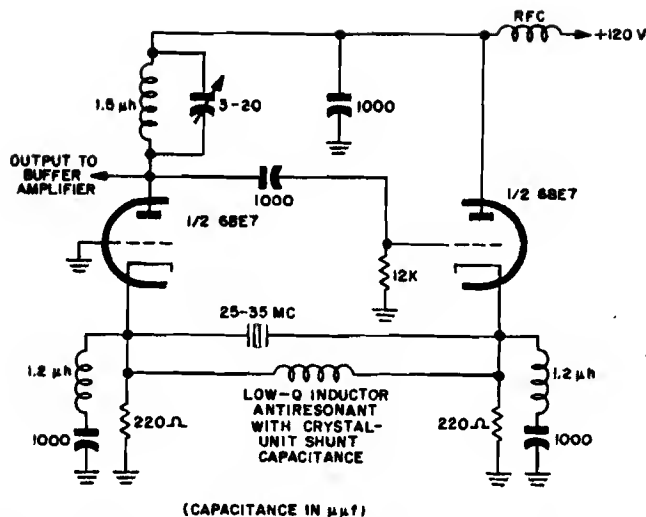 RFC
+120 V
1.5 μh
3-20
1000
OUTPUT TO
BUFFER
AMPLIFIER
1000
1/2 6BE7
1/2 6BE7
12K
25-35 MC
1.2 μh
1.2 μh
LOW-Q INDUCTOR
ANTIRESONANT
WITH CRYSTAL-
UNIT SHUNT
CAPACITANCE
220Ω
220Ω
1000
1000
(CAPACITANCE IN μμf)